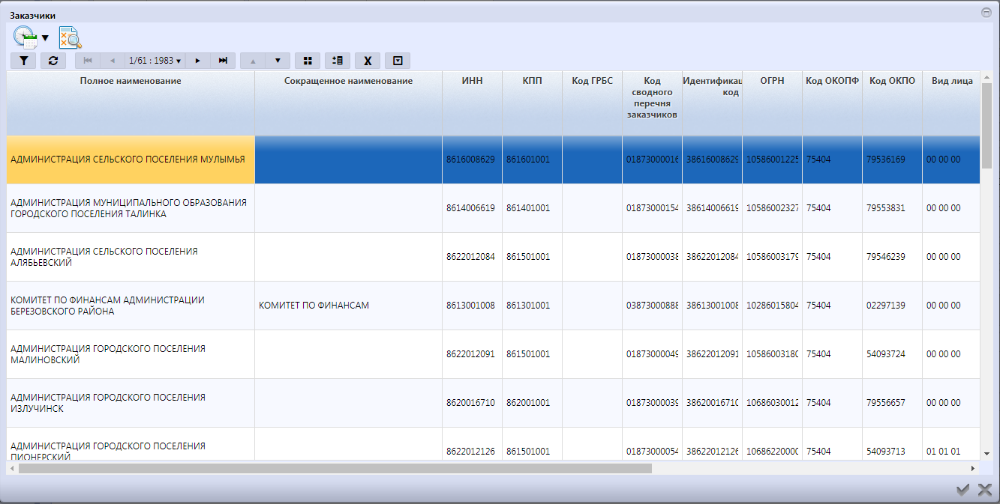 Заказчики
1/61 : 1983
Полное наименование Сокращенное наименование ИНН КПП Код ГРБС Код сводного перечня заказчиков Идентификац код ОГРН Код ОКОПФ Код ОКПО Вид лица
АДМИНИСТРАЦИЯ СЕЛЬСКОГО ПОСЕЛЕНИЯ МУЛЫМЬЯ 8616008629 861601001 01873000016 38616008629 10586001225 75404 79536169 00 00 00
АДМИНИСТРАЦИЯ МУНИЦИПАЛЬНОГО ОБРАЗОВАНИЯ
ГОРОДСКОГО ПОСЕЛЕНИЯ ТАЛИНКА 8614006619 861401001 01873000154 38614006619 10586002327 75404 79553831 00 00 00
АДМИНИСТРАЦИЯ СЕЛЬСКОГО ПОСЕЛЕНИЯ
АЛЯБЬЕВСКИЙ 8622012084 861501001 01873000038 38622012084 10586003179 75404 79546239 00 00 00
КОМИТЕТ ПО ФИНАНСАМ АДМИНИСТРАЦИИ
БЕРЕЗОВСКОГО РАЙОНА КОМИТЕТ ПО ФИНАНСАМ 8613001008 861301001 03873000888 38613001008 10286015804 75404 02297139 00 00 00
АДМИНИСТРАЦИЯ ГОРОДСКОГО ПОСЕЛЕНИЯ
МАЛИНОВСКИЙ 8622012091 861501001 01873000049 38622012091 10586003180 75404 54093724 00 00 00
АДМИНИСТРАЦИЯ ГОРОДСКОГО ПОСЕЛЕНИЯ
ИЗЛУЧИНСК 8620016710 862001001 01873000039 38620016710 10686030012 75404 79556657 00 00 00
АДМИНИСТРАЦИЯ ГОРОДСКОГО ПОСЕЛЕНИЯ
ПИОНЕРСКИЙ 8622012126 861501001 01873000054 38622012126 10686220000 75404 54093713 01 01 01